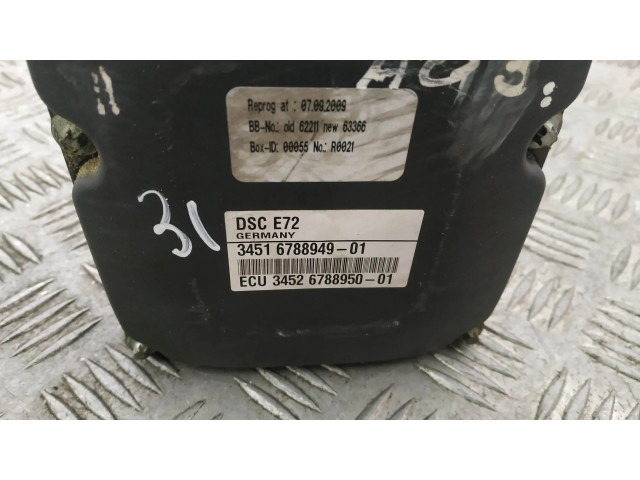 Reprog at : 07.09.2009
BB-No.: old 62211 new 63366
Box-ID: 00055 No.: R0021
31
DSC E72
GERMANY
3451 6788949-01
ECU 3452 6788950-01